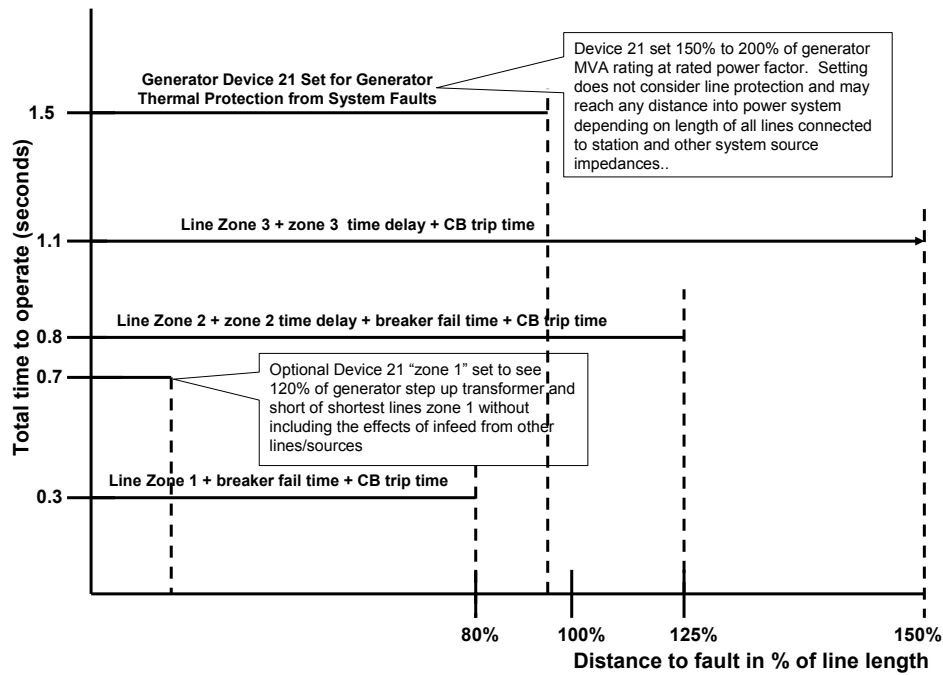 Device 21 set 150% to 200% of generator
MVA rating at rated power factor.  Setting
does not consider line protection and may
reach any distance into power system
depending on length of all lines connected
to station and other system source
impedances..
Generator Device 21 Set for Generator
Thermal Protection from System Faults
1.5
Line Zone 3 + zone 3  time delay + CB trip time
1.1
Line Zone 2 + zone 2 time delay + breaker fail time + CB trip time
0.8
0.7
Optional Device 21 “zone 1” set to see
120% of generator step up transformer and
short of shortest lines zone 1 without
including the effects of infeed from other
lines/sources
Line Zone 1 + breaker fail time + CB trip time
0.3
Total time to operate (seconds)
80%
100%
125%
150%
Distance to fault in % of line length